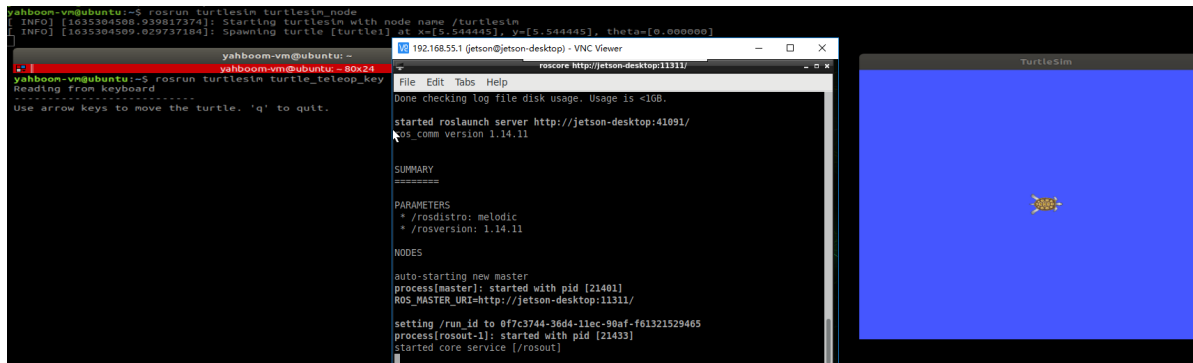 yahboom-vm@ubuntu:~$ rosrun turtlesim turtlesim_node
[ INFO] [1635304508.939817374]: Starting turtlesim with node name /turtlesim
[ INFO] [1635304509.029737184]: Spawning turtle [turtle1] at x=[5.544445], y=[5.544445], theta=[0.000000]
yahboom-vm@ubuntu: ~
yahboom-vm@ubuntu: ~ 80x24
yahboom-vm@ubuntu:~$ rosrun turtlesim turtle_teleop_key
Reading from keyboard
---------------------------
Use arrow keys to move the turtle. 'q' to quit.
192.168.55.1 (jetson@jetson-desktop) - VNC Viewer
roscore http://jetson-desktop:11311/
File Edit Tabs Help
Done checking log file disk usage. Usage is <1GB.
started roslaunch server http://jetson-desktop:41091/
ros_comm version 1.14.11
SUMMARY
========
PARAMETERS
* /rosdistro: melodic
* /rosversion: 1.14.11
NODES
auto-starting new master
process[master]: started with pid [21401]
ROS_MASTER_URI=http://jetson-desktop:11311/
setting /run_id to 0f7c3744-36d4-11ec-90af-f61321529465
process[rosout-1]: started with pid [21433]
started core service [/rosout]
TurtleSim